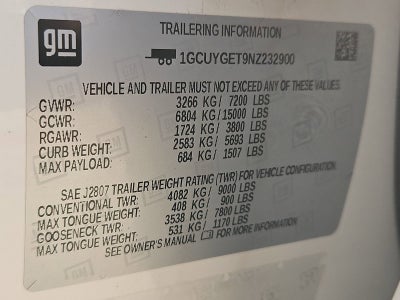 gm
TRAILERING INFORMATION
1GCUYGET9NZ232900
VEHICLE AND TRAILER MUST NOT EXCEED ANY OF THESE VALUES.
GVWR: 3266 KG / 7200 LBS
GCWR: 6804 KG / 15000 LBS
RGAWR: 1724 KG / 3800 LBS
CURB WEIGHT: 2583 KG / 5693 LBS
MAX PAYLOAD: 684 KG / 1507 LBS
SAE J2807 TRAILER WEIGHT RATING (TWR) FOR VEHICLE CONFIGURATION.
CONVENTIONAL TWR: 4082 KG / 9000 LBS
MAX TONGUE WEIGHT: 408 KG / 900 LBS
GOOSENECK TWR: 3538 KG / 7800 LBS
MAX TONGUE WEIGHT: 531 KG / 1170 LBS
SEE OWNER'S MANUAL FOR MORE INFORMATION